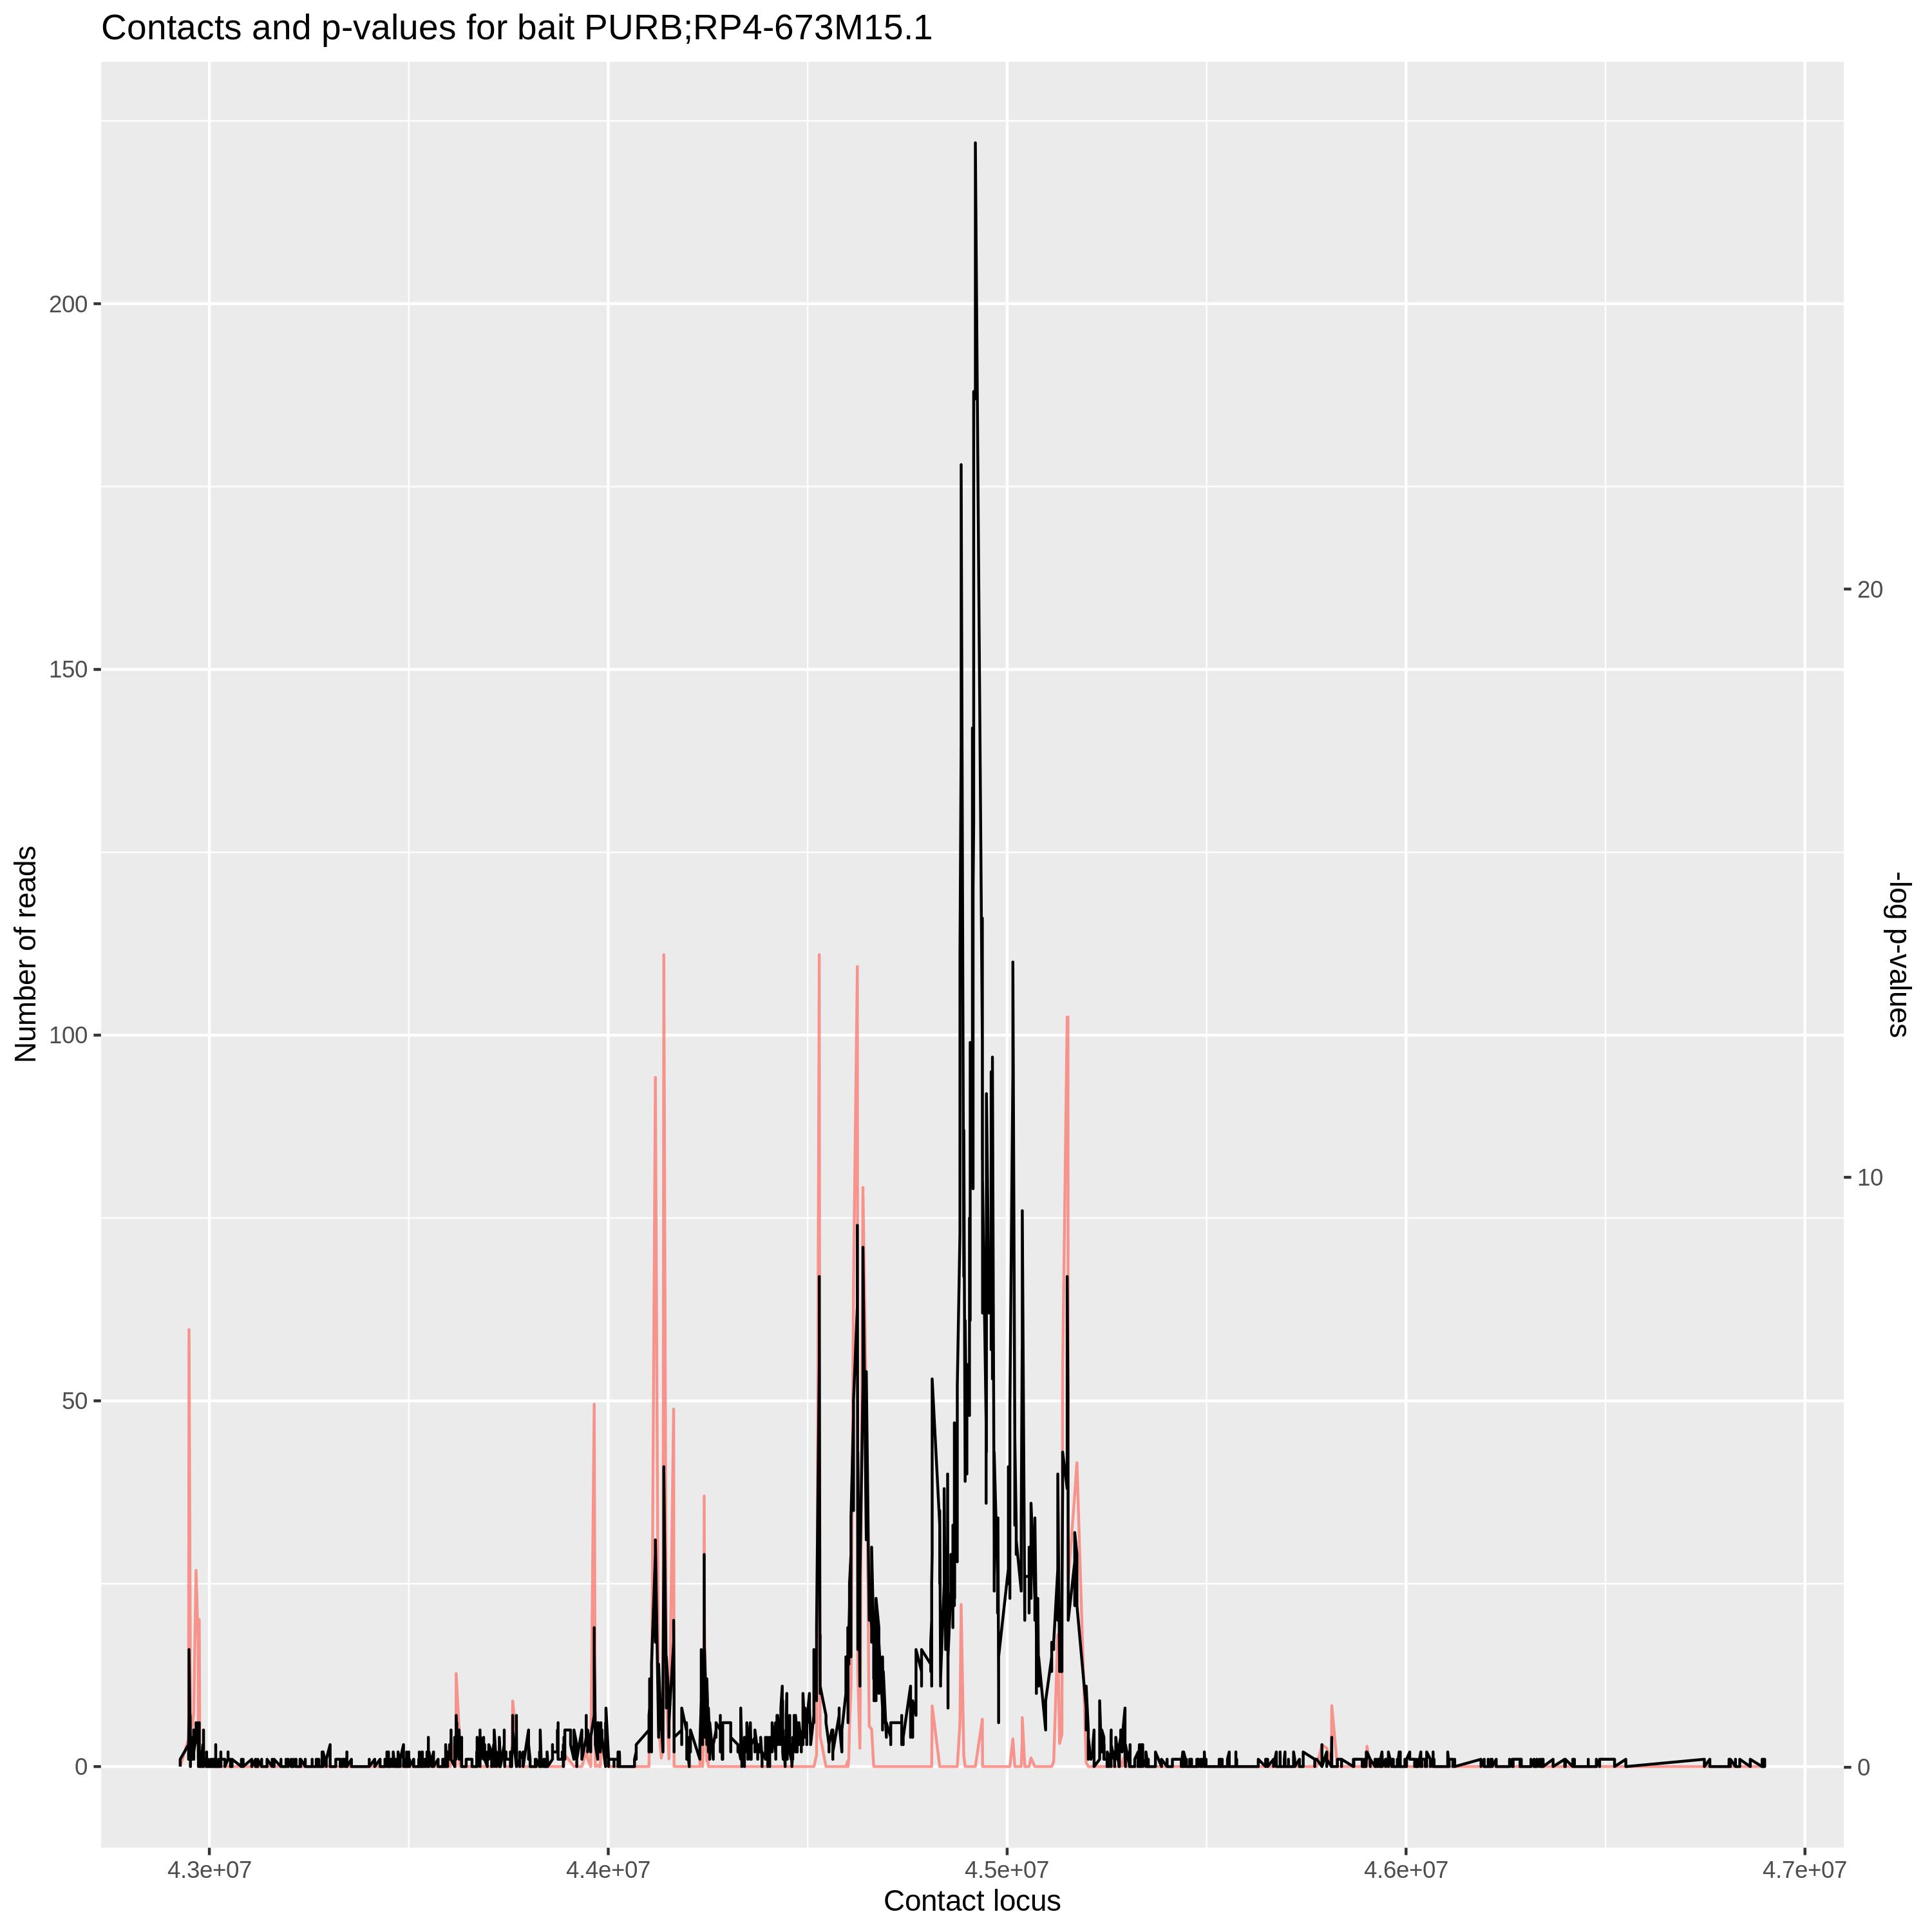 Contacts and p-values for bait PURB;RP4-673M15.1
Number of reads
200
150
100
50
0
20
10
0
-log p-values
4.3e+07
4.4e+07
4.5e+07
4.6e+07
4.7e+07
Contact locus